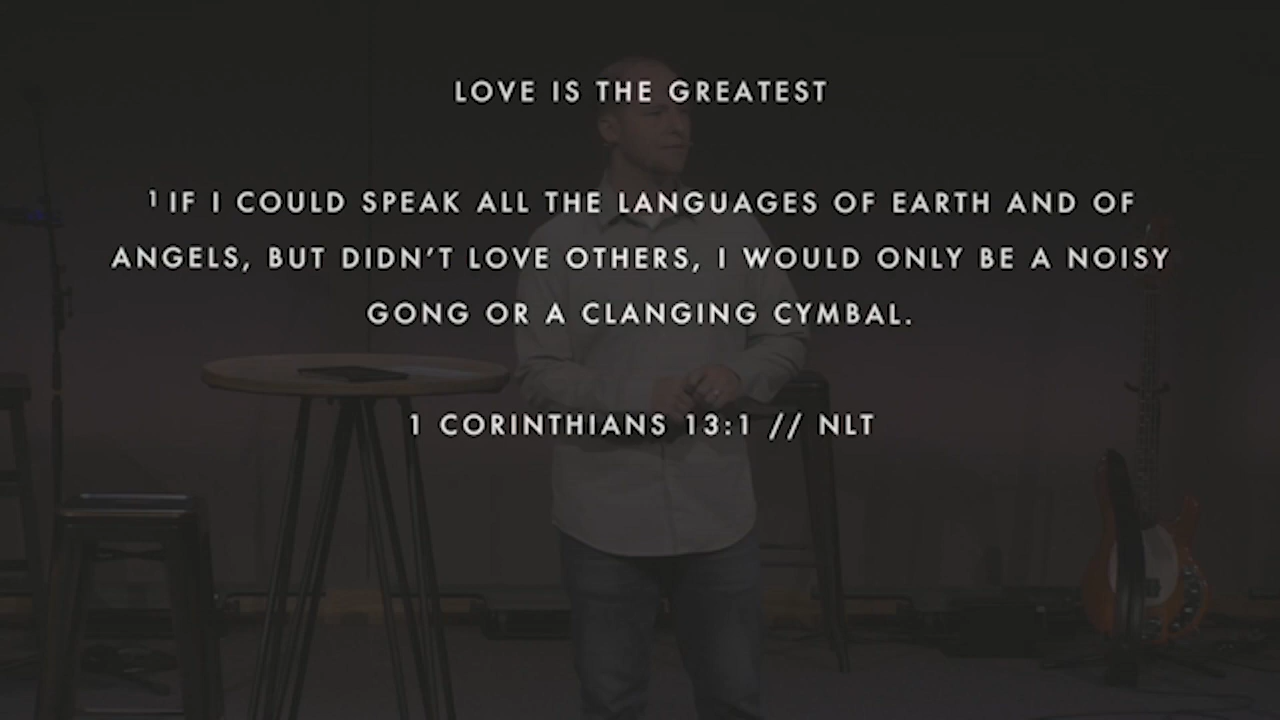 LOVE IS THE GREATEST
¹ IF I COULD SPEAK ALL THE LANGUAGES OF EARTH AND OF
ANGELS, BUT DIDN’T LOVE OTHERS, I WOULD ONLY BE A NOISY
GONG OR A CLANGING CYMBAL.
1 CORINTHIANS 13:1 // NLT